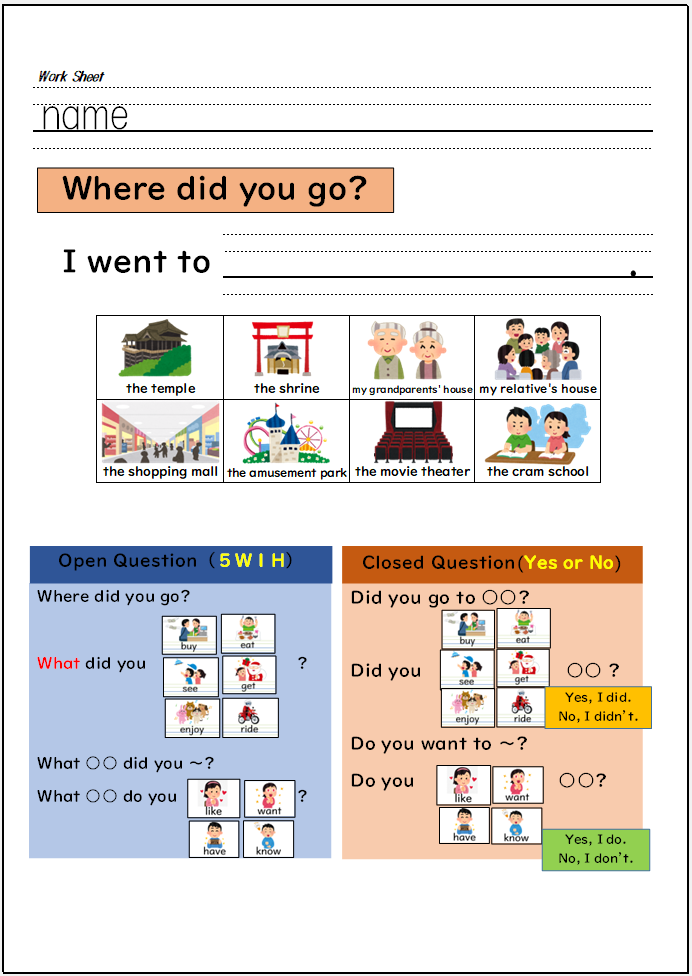 Work Sheet
name
Where did you go?
I went to .
the temple the shrine my grandparents' house my relative's house
the shopping mall the amusement park the movie theater the cram school
Open Question (５Ｗ１Ｈ)
Where did you go?
buy eat
What did you ?
see get
enjoy ride
What ○○ did you ～?
What ○○ do you ?
like want
have know
Closed Question(Yes or No)
Did you go to ○○?
buy eat
Did you ○○ ?
see get
enjoy ride
Yes, I did.
No, I didn't.
Do you want to ～?
Do you ○○?
like want
have know
Yes, I do.
No, I don't.